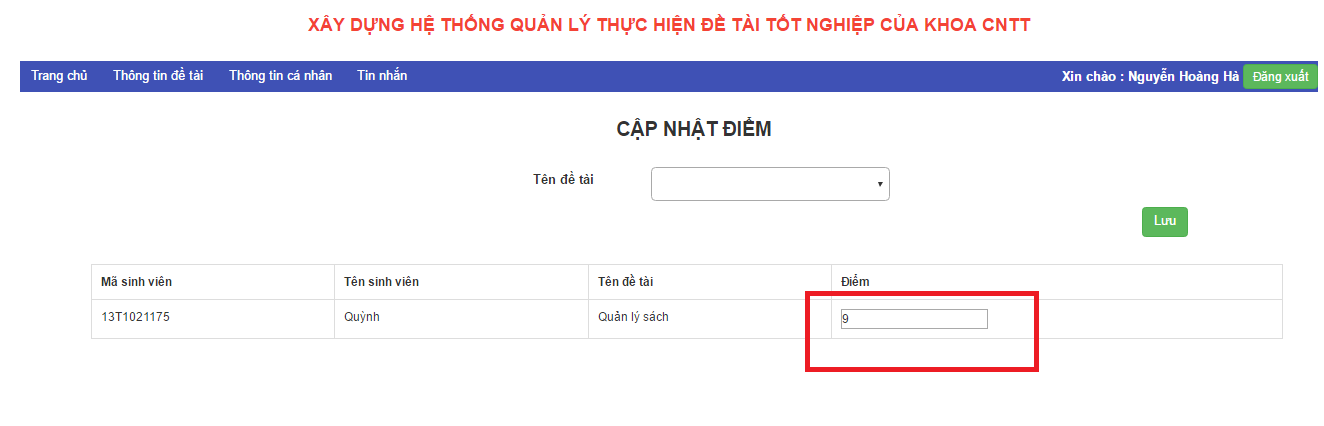 XÂY DỰNG HỆ THỐNG QUẢN LÝ THỰC HIỆN ĐỀ TÀI TỐT NGHIỆP CỦA KHOA CNTT
Trang chủ Thông tin đề tài Thông tin cá nhân Tin nhắn Xin chào : Nguyễn Hoàng Hà Đăng xuất
CẬP NHẬT ĐIỂM
Tên đề tài
Lưu
Mã sinh viên Tên sinh viên Tên đề tài Điểm
13T1021175 Quỳnh Quản lý sách 9